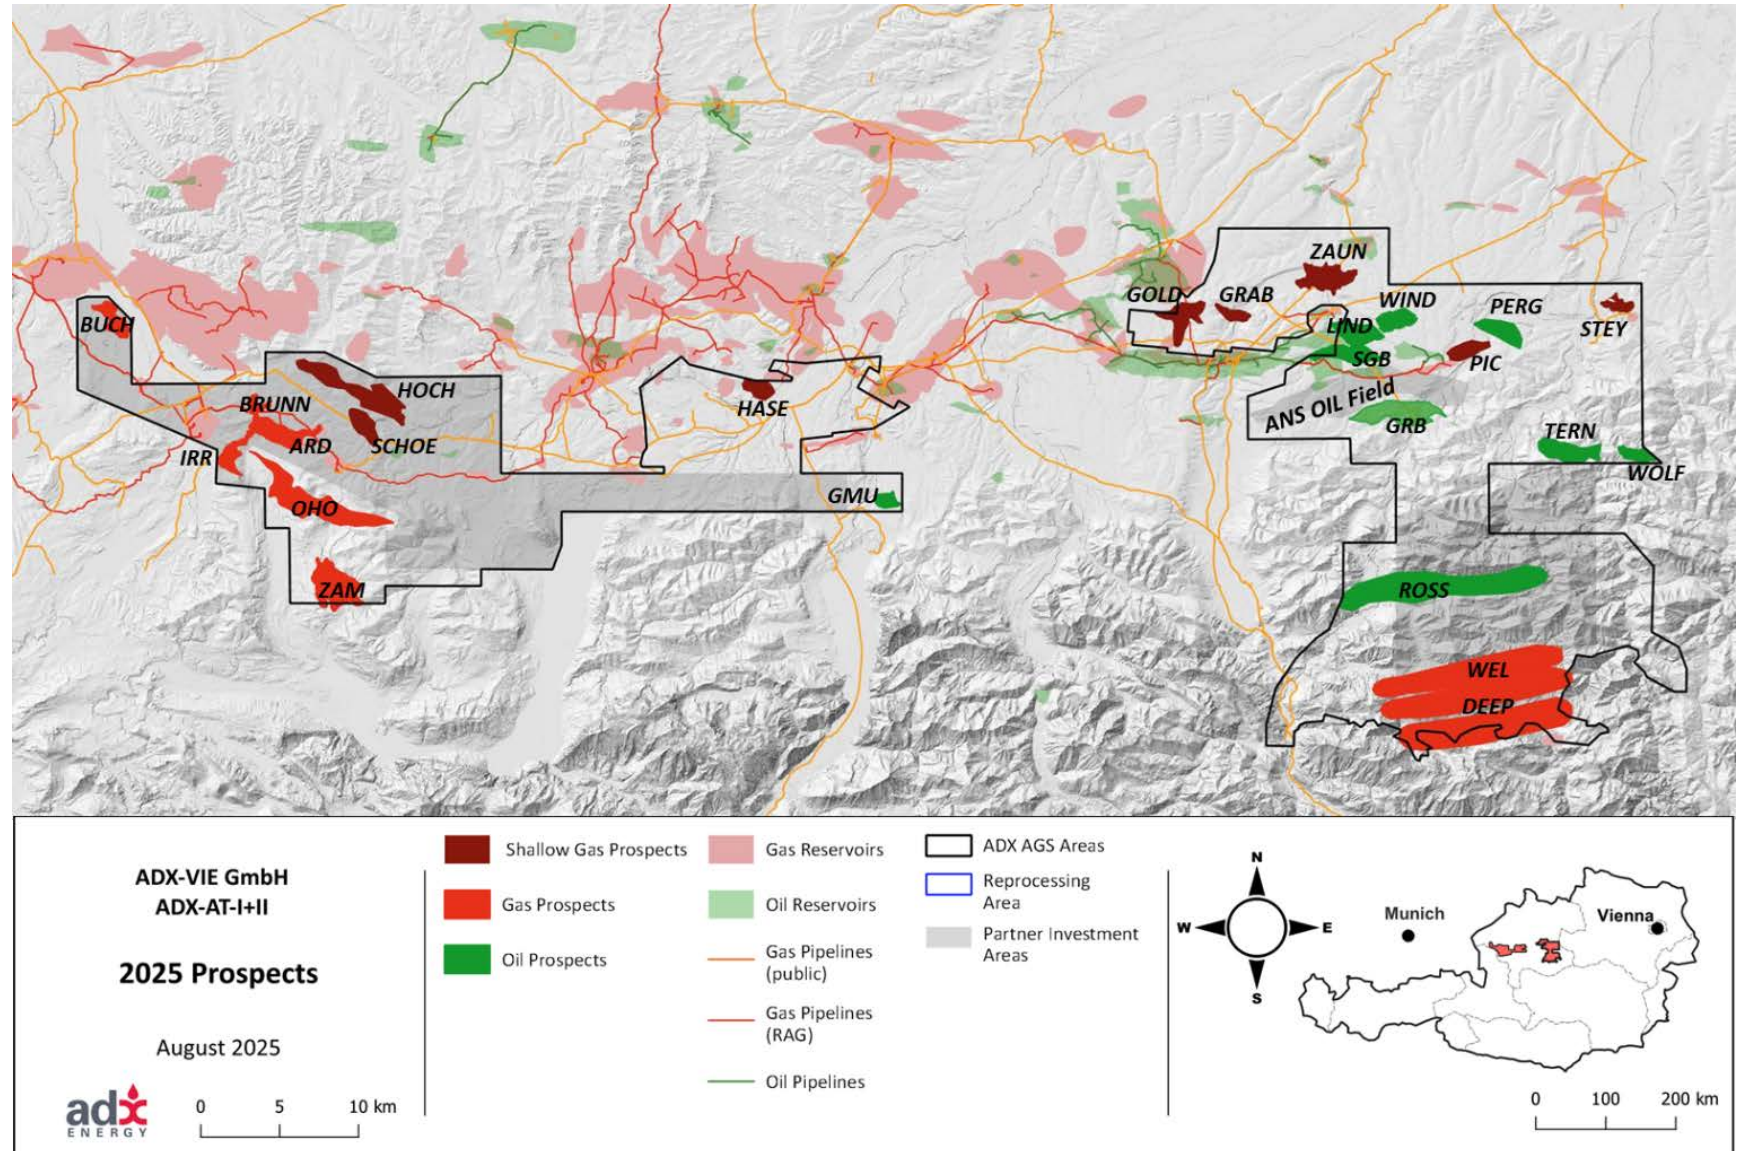 ZAUN
GOLD
GRAB
WIND
PERG
LIND
STEY
BUCH
SGB
PIC
HOCH
BRUNN
HASE
ANS OIL Field
GRB
ARD
SCHOE
IRR
TERN
WOLF
OHO
GMU
ZAM
ROSS
WEL
DEEP
ADX-VIE GmbH
ADX-AT-I+II
2025 Prospects
August 2025
adx
ENERGY
0 5 10 km
Shallow Gas Prospects
Gas Prospects
Oil Prospects
Gas Reservoirs
Oil Reservoirs
Gas Pipelines
(public)
Gas Pipelines
(RAG)
Oil Pipelines
ADX AGS Areas
Reprocessing
Area
Partner Investment
Areas
N
W
E
S
Munich
Vienna
0 100 200 km